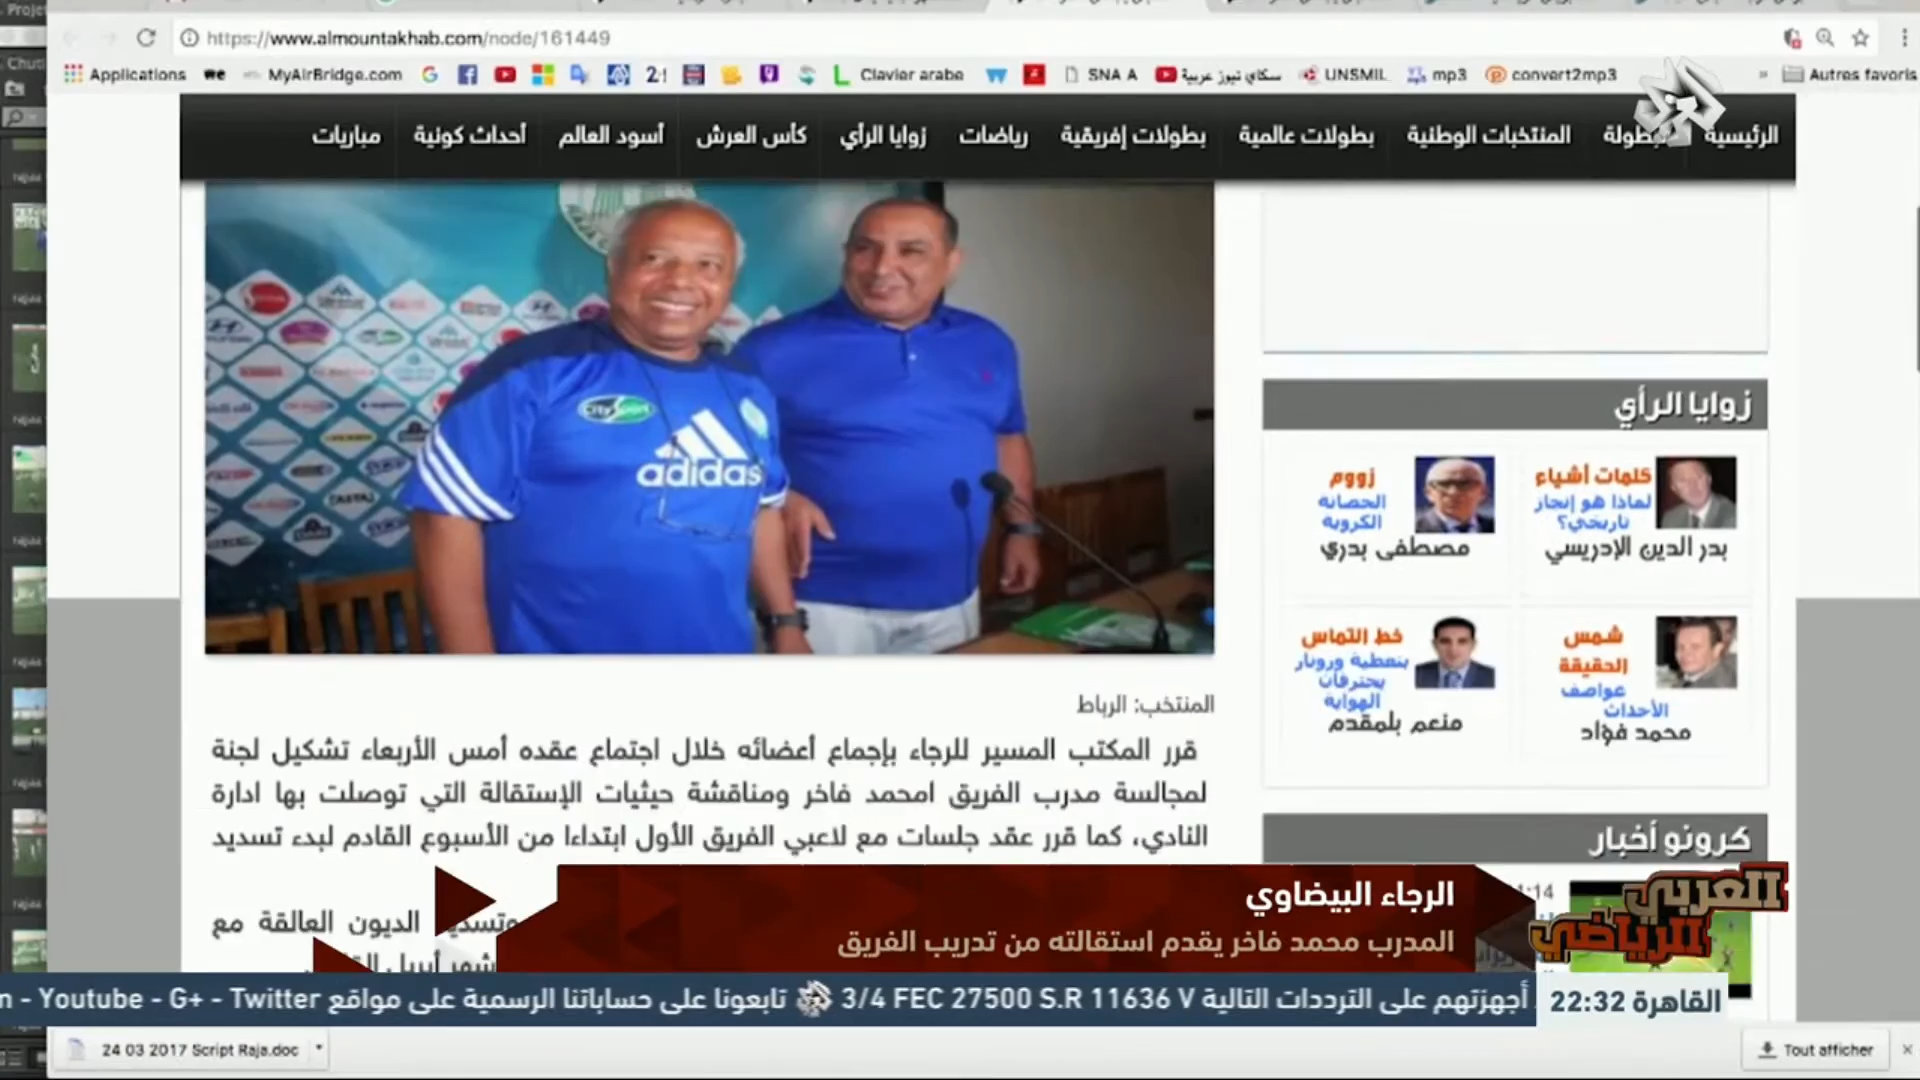 https://www.almountakhab.com/node/161449
Applications
MyAirBridge.com
Clavier arabe
SNA A
سكاي نيوز عربية
UNSMIL
mp3
convert2mp3
Autres favoris
الرئيسية
المنتخبات الوطنية
بطولات عالمية
بطولات إفريقية
رياضات
زوايا الرأي
كأس العرش
أسود العالم
أحداث كونية
مباريات
CitySport
adidas
المنتخب: الرباط
قرر المكتب المسير للرجاء بإجماع أعضائه خلال اجتماع عقده أمس الأربعاء تشكيل لجنة
لمجالسة مدرب الفريق امحمد فاخر ومناقشة حيثيات الإستقالة التي توصلت بها ادارة
النادي، كما قرر عقد جلسات مع لاعبي الفريق الأول ابتداءا من الأسبوع القادم لبدء تسديد
الديون العالقة مع
زوايا الرأي
كلمات أشياء
لماذا هو إنجاز
تاريخي؟
بدر الدين الإدريسي
زووم
الحصانة
الكروية
مصطفى بدري
شمس
الحقيقة
عواصف
الأحداث
محمد فؤاد
خط التماس
بنعطية ورونار
يحترفان
الهواية
منعم بلمقدم
كرونو أخبار
العربي
الرياضي
الرجاء البيضاوي
المدرب محمد فاخر يقدم استقالته من تدريب الفريق
القاهرة 22:32
أجهزتهم على الترددات التالية 3/4 FEC 27500 S.R 11636 V
تابعونا على حساباتنا الرسمية على مواقع Youtube - G+ - Twitter -
24 03 2017 Script Raja.doc
Tout afficher